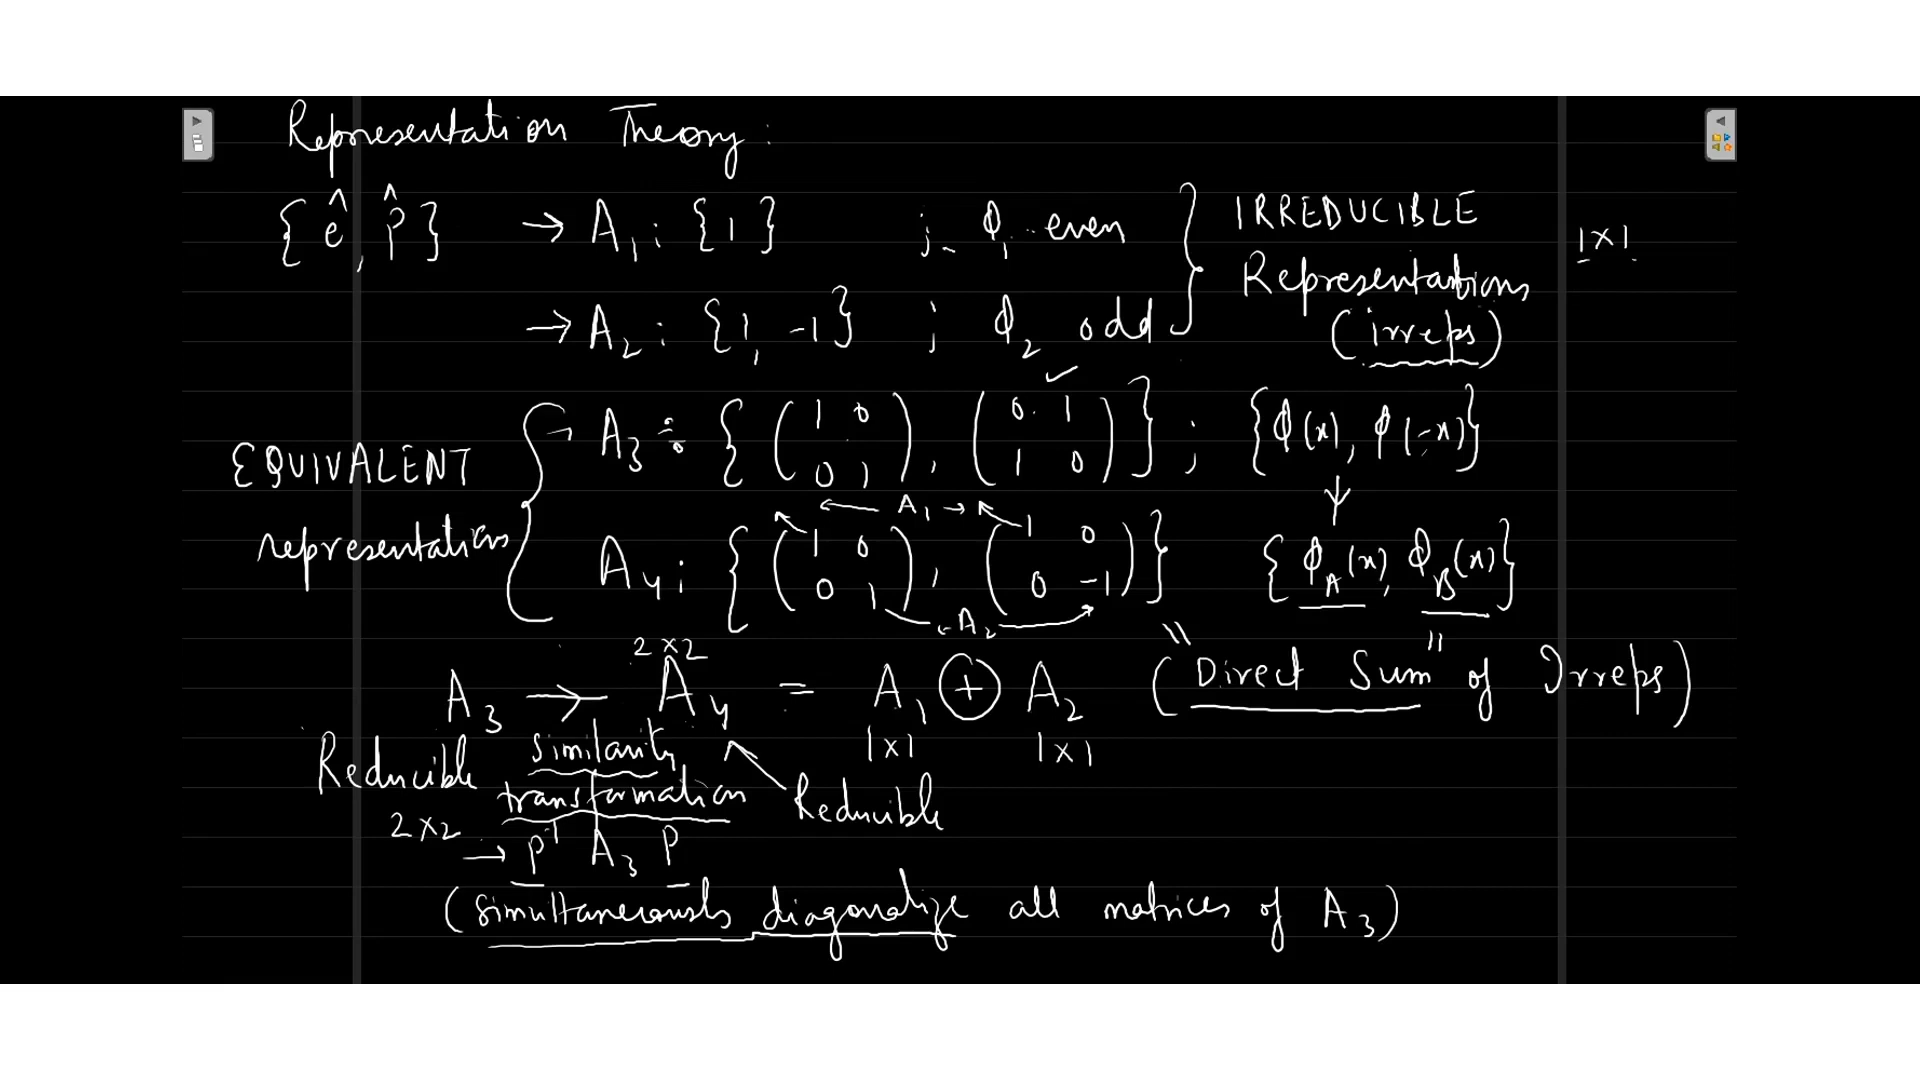 Representation Theory:
{ê, p̂} → A₁: {1} ; φ₁ even } IRREDUCIBLE 1×1
Representations
→ A₂: {1, -1} ; φ₂ odd (irreps)
EQUIVALENT representations
A₃ : { (1 0 ; 0 1), (0 1 ; 1 0) } ; {φ(x), φ(-x)}
← A₁ →
A₄ : { (1 0 ; 0 1), (1 0 ; 0 -1) } {φ_A(x), φ_B(x)}
← A₂ →
2×2
A₃ → A₄ = A₁ ⊕ A₂ ("Direct Sum" of Irreps)
Reducible similarity 1×1 1×1
2×2 transformation Reducible
→ P⁻¹ A₃ P
(simultaneously diagonalize all matrices of A₃)